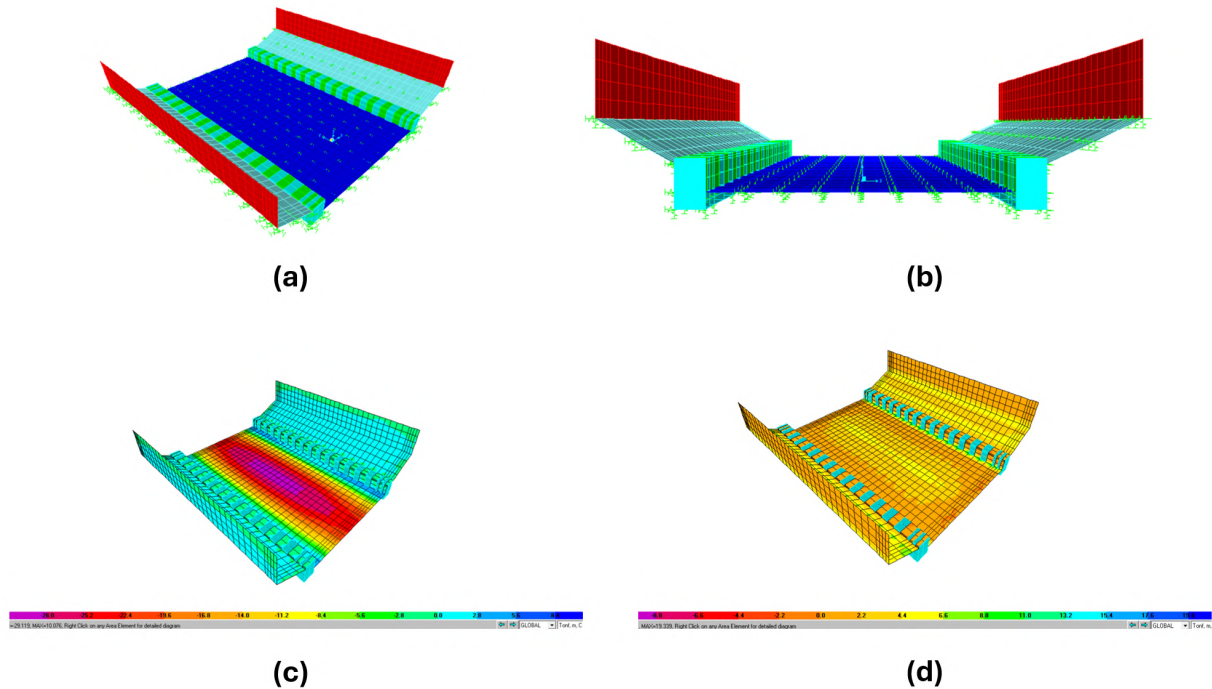 (a)
(b)
-28.0 -25.2 -22.4 -19.6 -16.8 -14.0 -11.2 -8.4 -5.6 -2.8 0.0 2.8 5.6
=-29.119, MAX=10.076, Right Click on any Area Element for detailed diagram GLOBAL Tonf, m, C
-6.6 -4.4 -2.2 0.0 2.2 4.4 6.6 8.8 11.0 13.2 15.4 17.6
MAX=19.339, Right Click on any Area Element for detailed diagram GLOBAL Tonf, m,
(c)
(d)